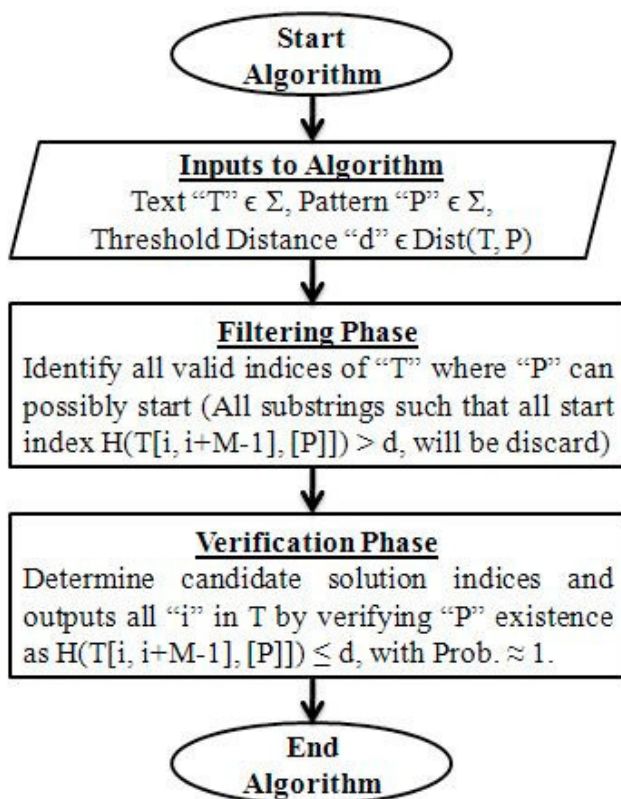 Start
Algorithm
Inputs to Algorithm
Text “T” ϵ Σ, Pattern “P” ϵ Σ,
Threshold Distance “d” ϵ Dist(T, P)
Filtering Phase
Identify all valid indices of “T” where “P” can
possibly start (All substrings such that all start
index H(T[i, i+M-1], [P]]) > d, will be discard)
Verification Phase
Determine candidate solution indices and
outputs all “i” in T by verifying “P” existence
as H(T[i, i+M-1], [P]]) ≤ d, with Prob. ≈ 1.
End
Algorithm